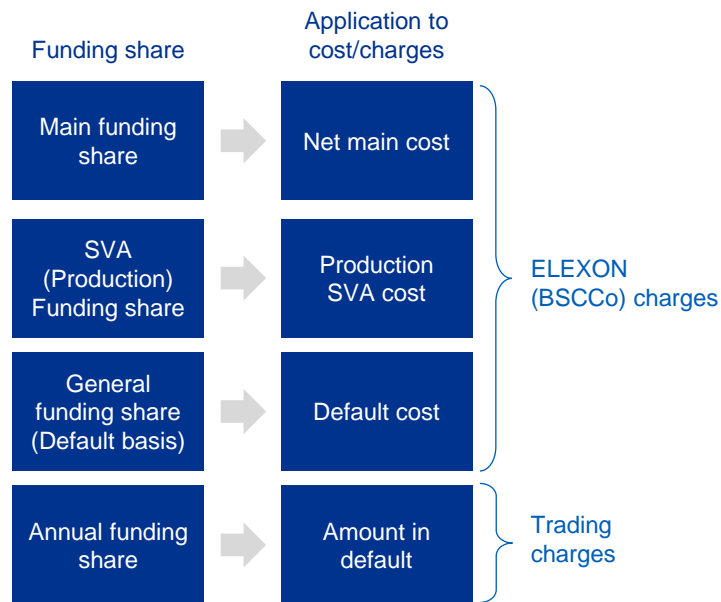 Funding share
Application to
cost/charges
Main funding
share
Net main cost
SVA
(Production)
Funding share
Production
SVA cost
ELEXON
(BSCCo) charges
General
funding share
(Default basis)
Default cost
Annual funding
share
Amount in
default
Trading
charges